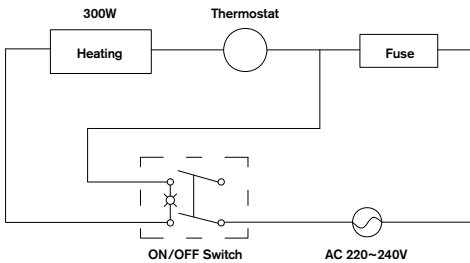 300W
Thermostat
Heating
Fuse
ON/OFF Switch
AC 220~240V